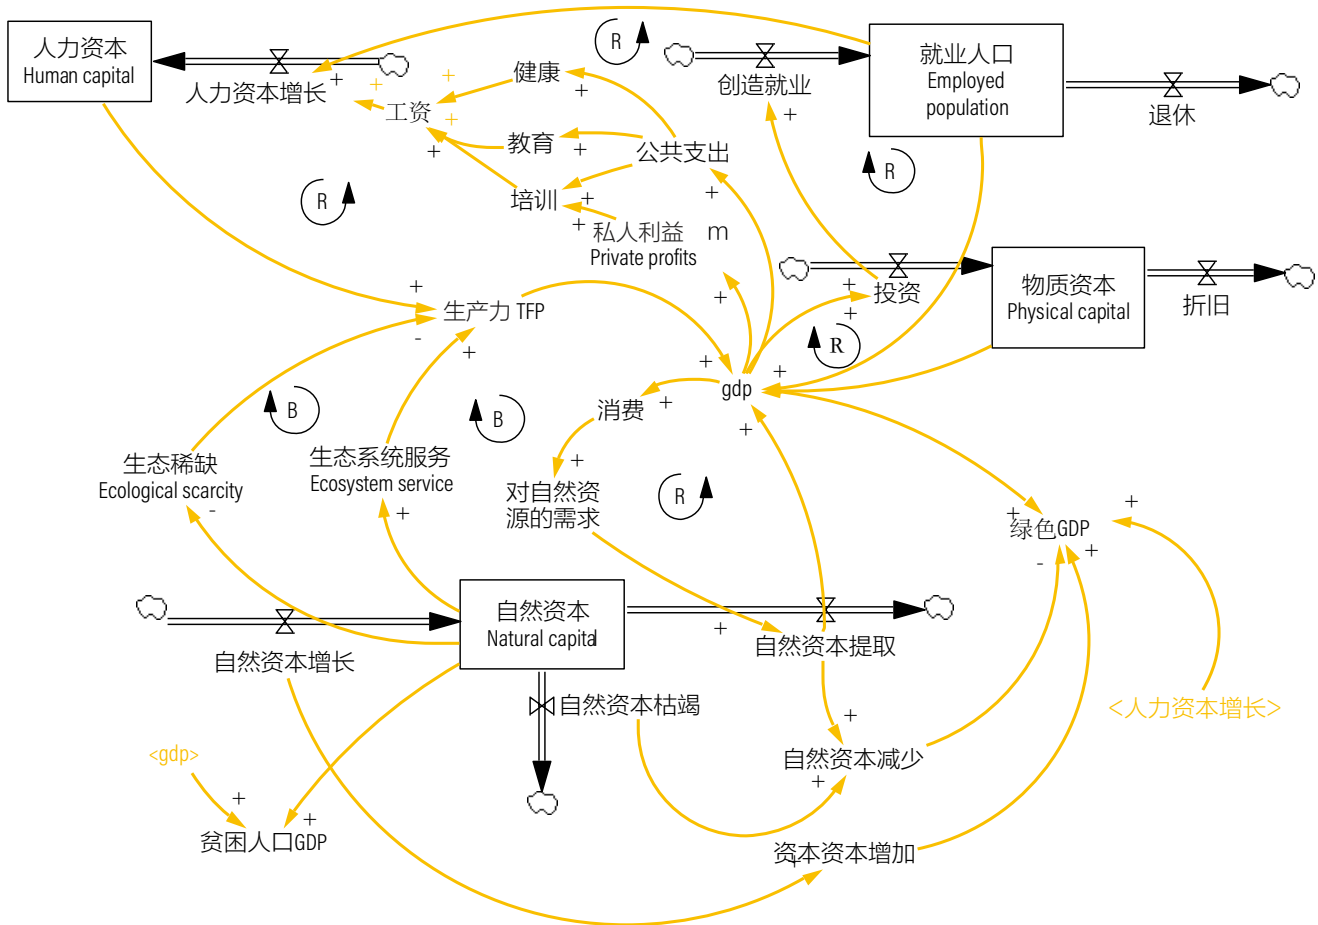 人力资本
Human capital
人力资本增长
+
+
工资
+
+
+
健康
+
教育
+
培训
+
+
公共支出
+
私人利益
m
Private profits
+
R
R
R
R
R
创造就业
+
就业人口
Employed
population
退休
投资
+
+
物质资本
Physical capital
折旧
+
-
生产力 TFP
+
+
gdp
+
+
消费
+
+
对自然资
源的需求
B
B
生态稀缺
Ecological scarcity
-
生态系统服务
Ecosystem service
+
+
绿色GDP
+
-
+
自然资本
Natural capital
自然资本增长
+
自然资本提取
自然资本枯竭
<人力资本增长>
+
自然资本减少
+
<gdp>
+
+
贫困人口GDP
资本资本增加
+